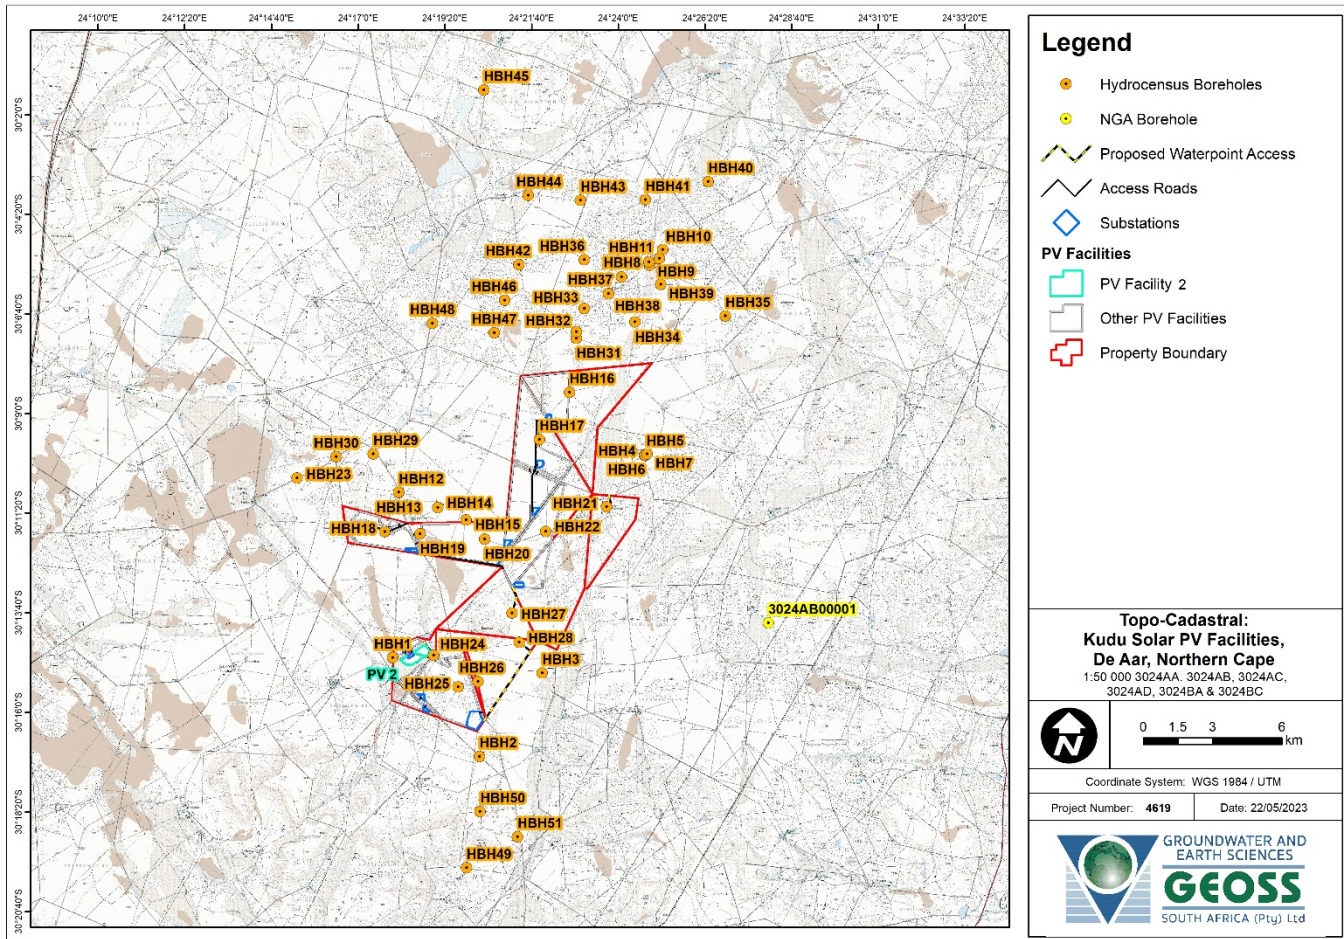 24°10'0"E
24°12'20"E
24°14'40"E
24°17'0"E
24°19'20"E
24°21'40"E
24°24'0"E
24°26'20"E
24°28'40"E
24°31'0"E
24°33'20"E
30°2'0"S
30°4'20"S
30°6'40"S
30°9'0"S
30°11'20"S
30°13'40"S
30°16'0"S
30°18'20"S
30°20'40"S
HBH45
HBH40
HBH44
HBH43
HBH41
HBH10
HBH36
HBH11
HBH42
HBH8
HBH9
HBH37
HBH46
HBH39
HBH33
HBH38
HBH35
HBH48
HBH47
HBH32
HBH34
HBH31
HBH16
HBH17
HBH30
HBH29
HBH4
HBH5
HBH23
HBH6
HBH7
HBH12
HBH13
HBH14
HBH21
HBH18
HBH15
HBH22
HBH19
HBH20
3024AB00001
HBH27
HBH1
HBH24
HBH28
HBH3
PV 2
HBH26
HBH25
HBH2
HBH50
HBH51
HBH49
Legend
Hydrocensus Boreholes
NGA Borehole
Proposed Waterpoint Access
Access Roads
Substations
PV Facilities
PV Facility 2
Other PV Facilities
Property Boundary
Topo-Cadastral:
Kudu Solar PV Facilities,
De Aar, Northern Cape
1:50 000 3024AA. 3024AB, 3024AC,
3024AD, 3024BA & 3024BC
N
0 1.5 3 6
km
Coordinate System: WGS 1984 / UTM
Project Number: 4619
Date: 22/05/2023
GROUNDWATER AND
EARTH SCIENCES
GEOSS
SOUTH AFRICA (Pty) Ltd